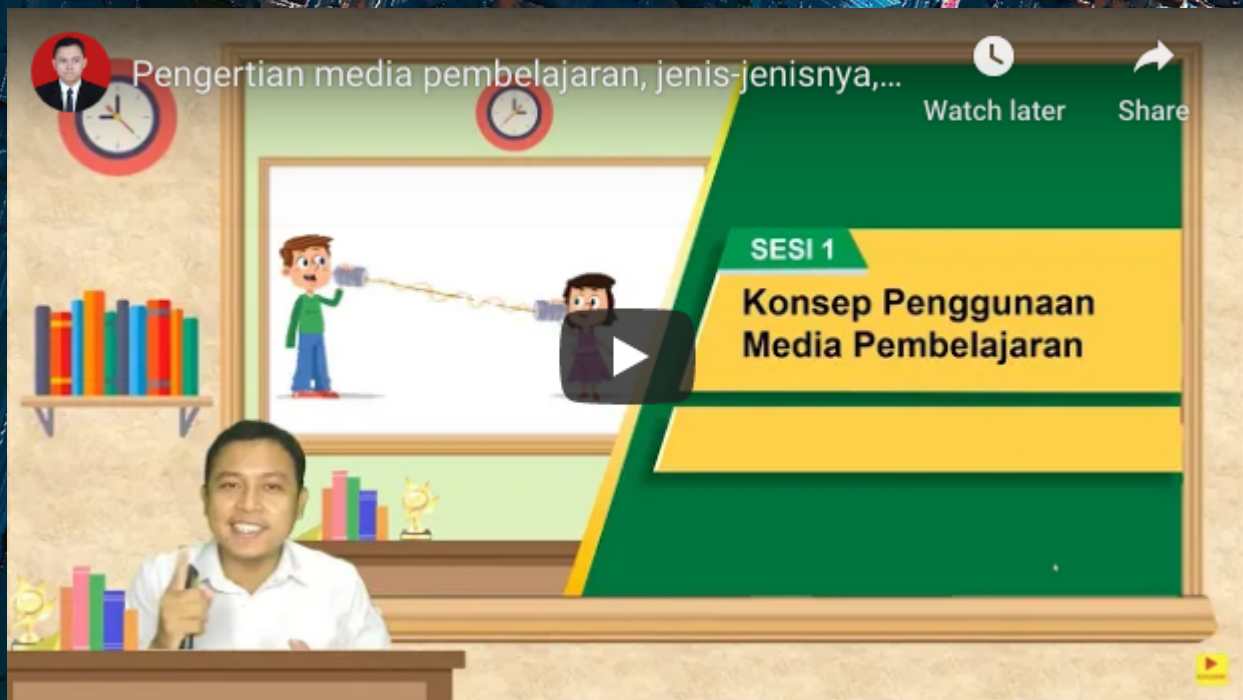 Pengertian media pembelajaran, jenis-jenisnya,...
Watch later
Share
SESI 1
Konsep Penggunaan
Media Pembelajaran